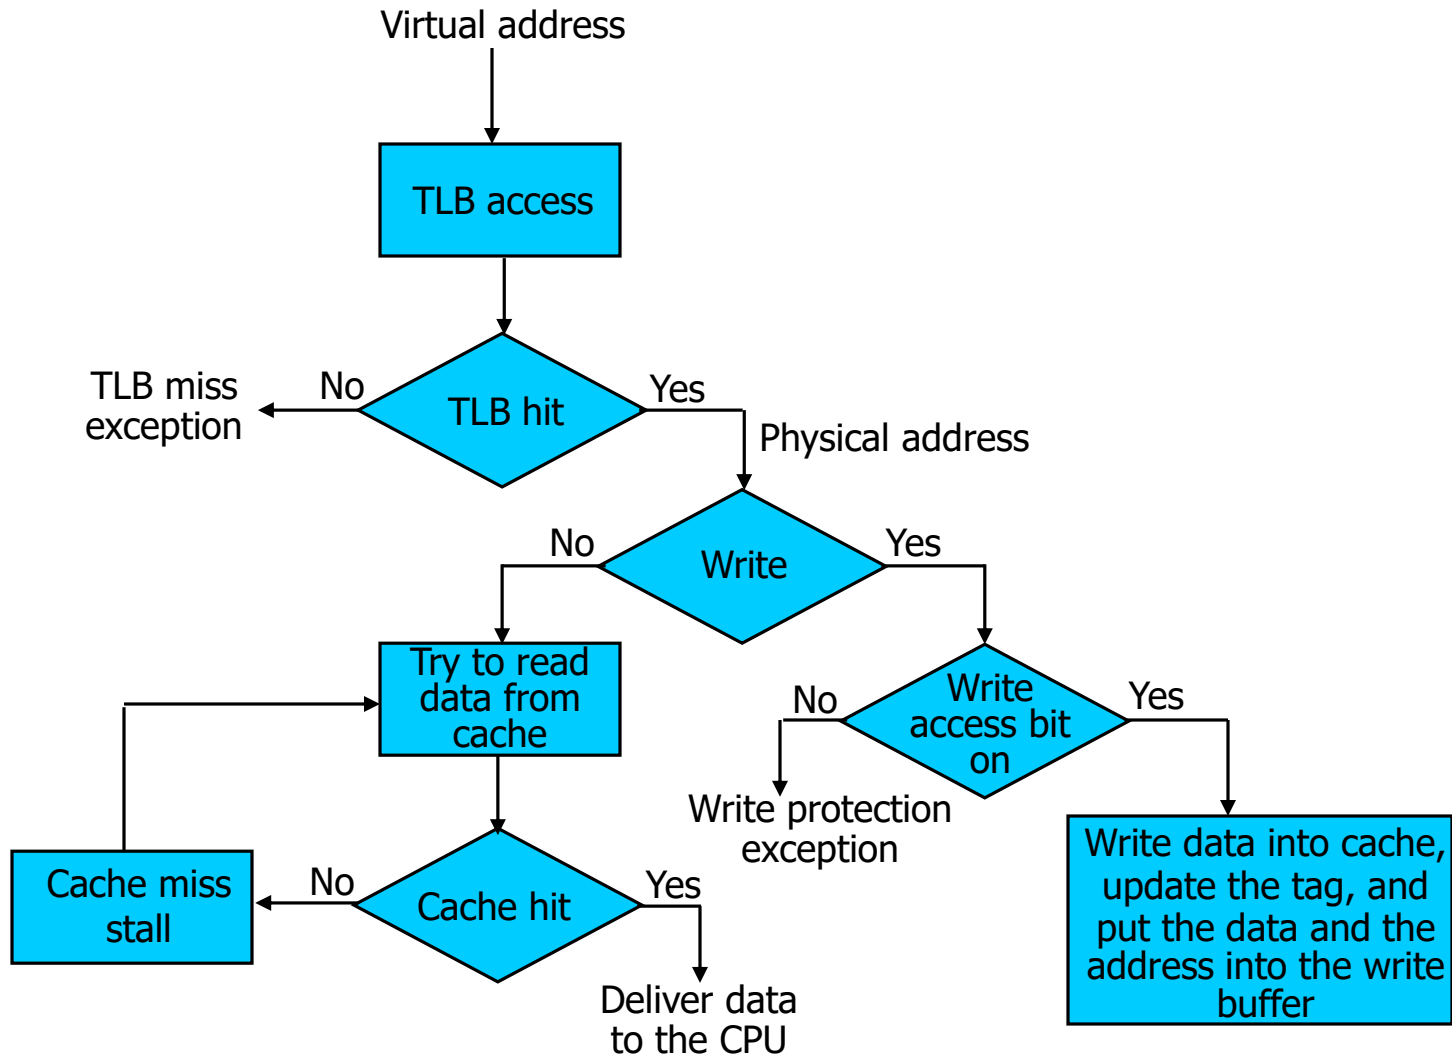 Virtual address
TLB access
TLB miss
exception
No
TLB hit
Yes
Physical address
No
Write
Yes
Try to read
data from
cache
No
Write
access bit
on
Yes
Write protection
exception
Write data into cache,
update the tag, and
put the data and the
address into the write
buffer
Cache miss
stall
No
Cache hit
Yes
Deliver data
to the CPU